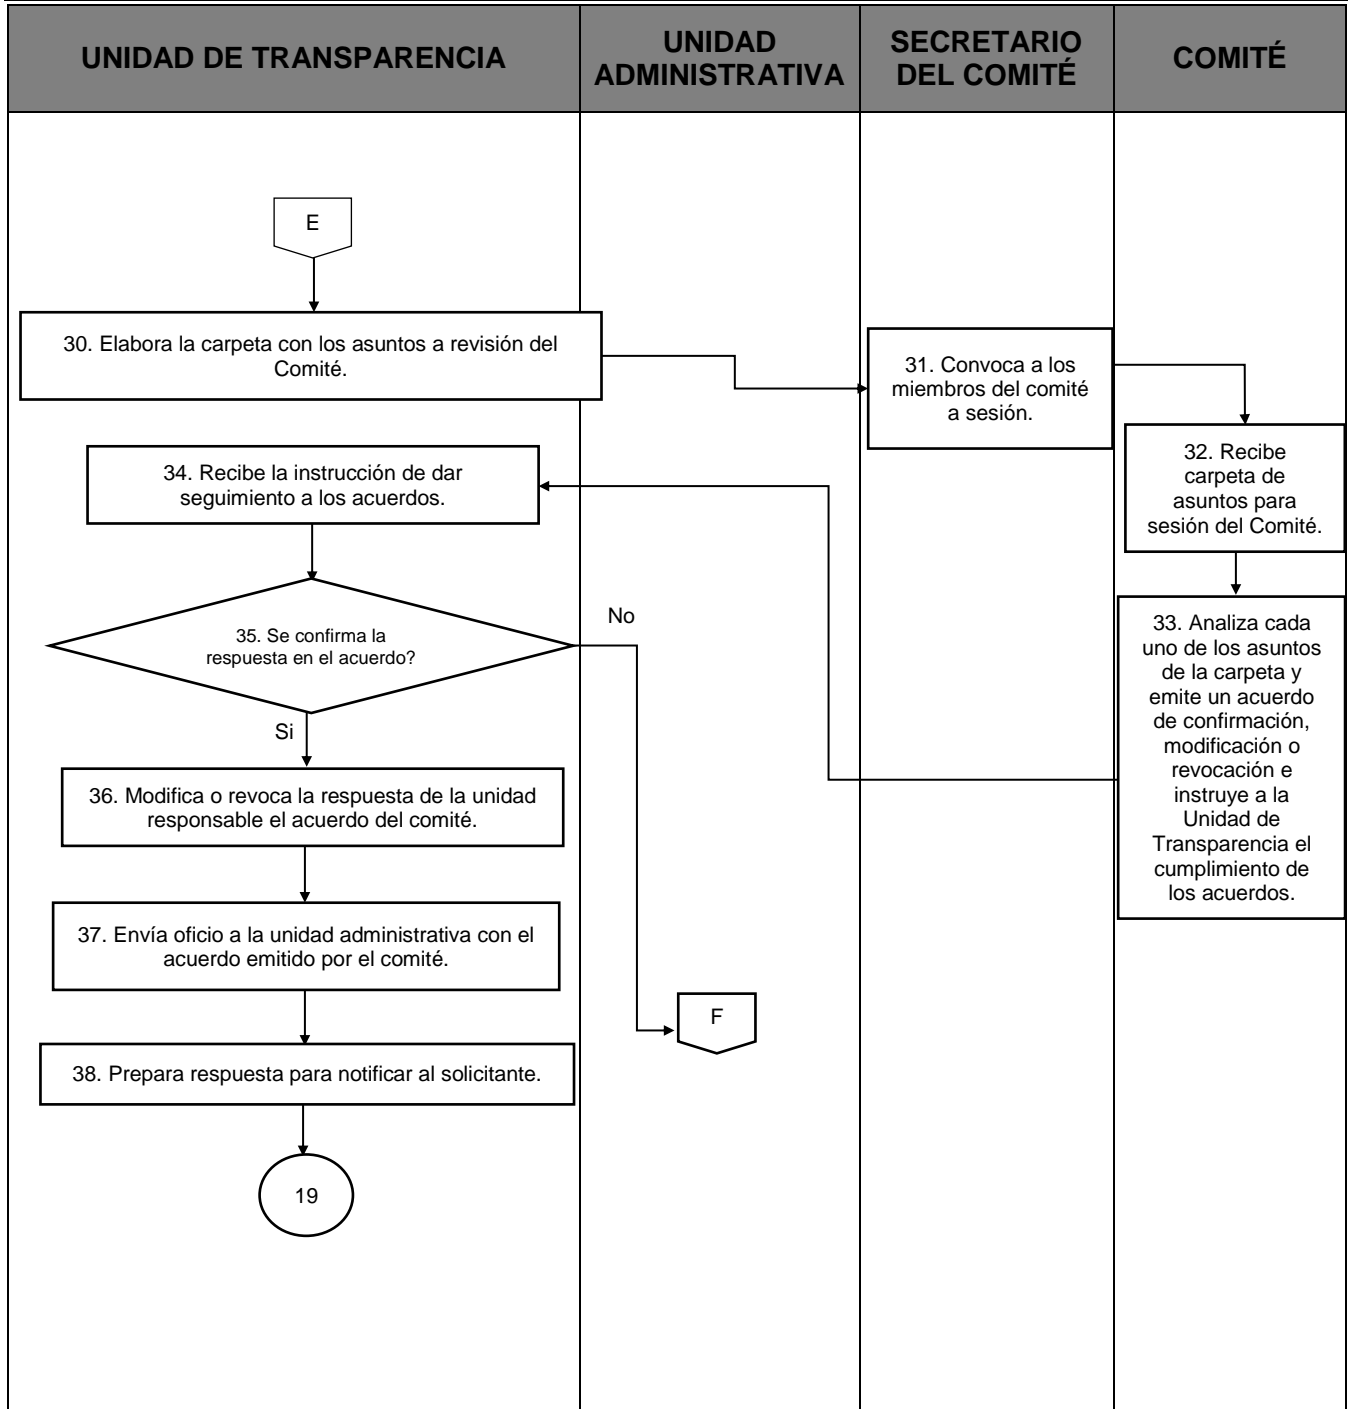 UNIDAD DE TRANSPARENCIA
UNIDAD
ADMINISTRATIVA
SECRETARIO
DEL COMITÉ
COMITÉ
E
30. Elabora la carpeta con los asuntos a revisión del
Comité.
31. Convoca a los
miembros del comité
a sesión.
32. Recibe
carpeta de
asuntos para
sesión del Comité.
33. Analiza cada
uno de los asuntos
de la carpeta y
emite un acuerdo
de confirmación,
modificación o
revocación e
instruye a la
Unidad de
Transparencia el
cumplimiento de
los acuerdos.
34. Recibe la instrucción de dar
seguimiento a los acuerdos.
35. Se confirma la
respuesta en el acuerdo?
No
Si
36. Modifica o revoca la respuesta de la unidad
responsable el acuerdo del comité.
37. Envía oficio a la unidad administrativa con el
acuerdo emitido por el comité.
F
38. Prepara respuesta para notificar al solicitante.
19